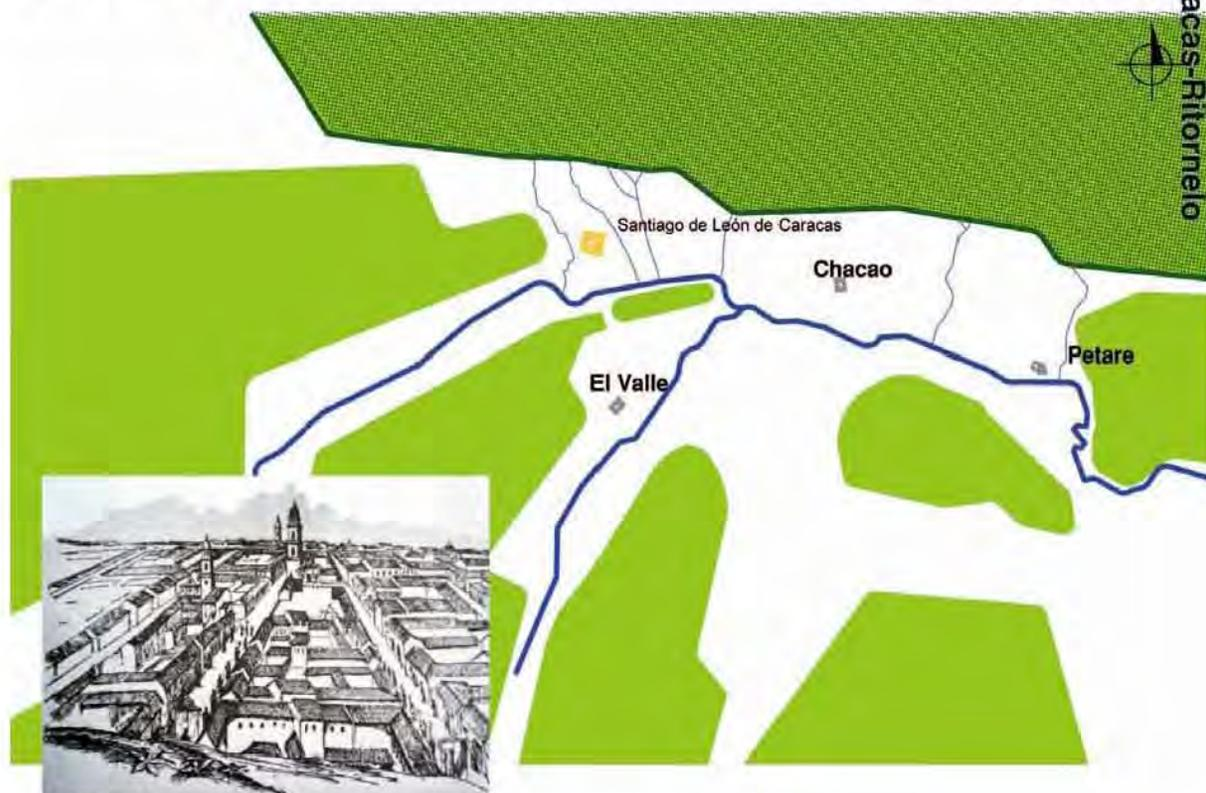 acas-Ritornelo
Santiago de León de Caracas
Chacao
Petare
El Valle